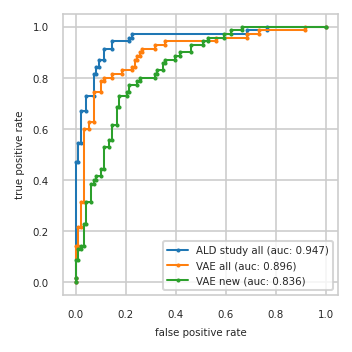 1.0
0.8
0.6
0.4
0.2
0.0
true positive rate
ALD study all (auc: 0.947)
VAE all (auc: 0.896)
VAE new (auc: 0.836)
0.0 0.2 0.4 0.6 0.8 1.0
false positive rate